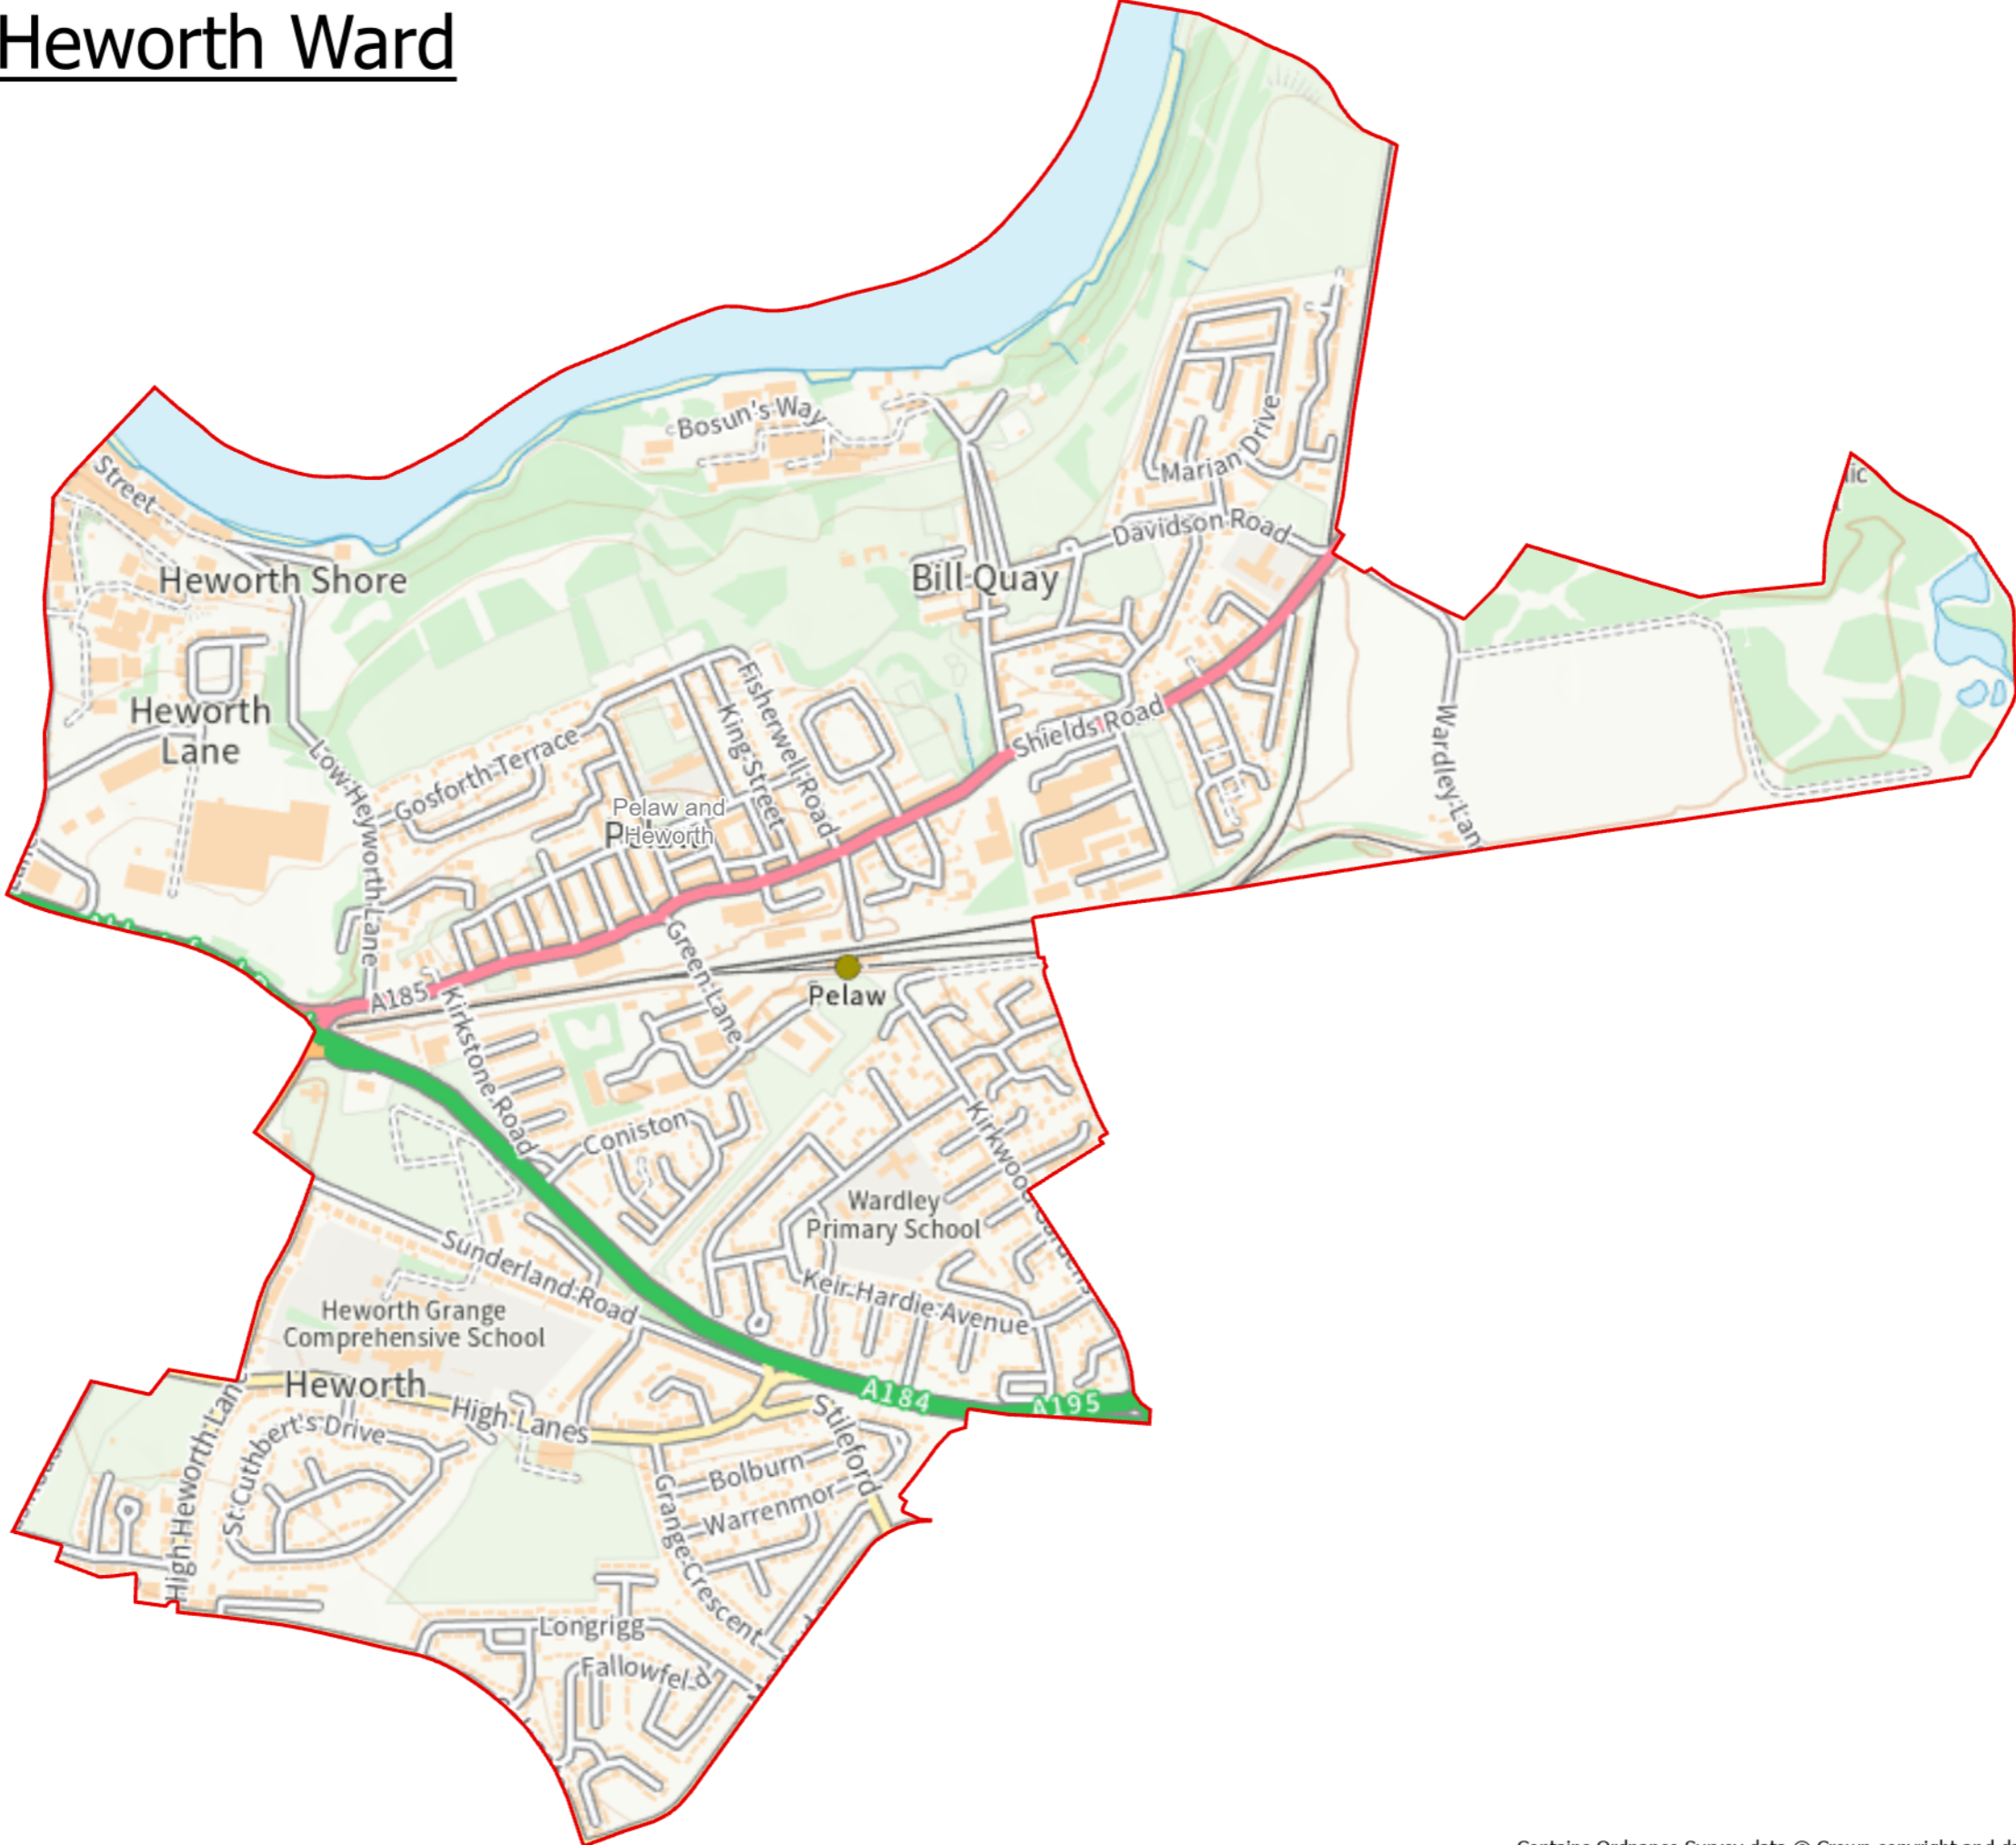 Heworth Ward
Bosun's Way
Street
Marian Drive
Davidson Road
Heworth Shore
Bill Quay
Heworth
Lane
Low Heyworth Lane
Gosforth Terrace
Fisherwell Road
King Street
Shields Road
Wardley Lan
Pelaw and
Heworth
Green Lane
A185
Pelaw
Kirkstone Road
Coniston
Kirkwood Gardens
Wardley
Primary School
Sunderland Road
Keir Hardie Avenue
Heworth Grange
Comprehensive School
Heworth
High Lanes
A184
A195
Stileford
St Cuthbert's Drive
High Heworth Lan
Bolburn
Warrenmor
Grange Crescent
Longrigg
Fallowfeld